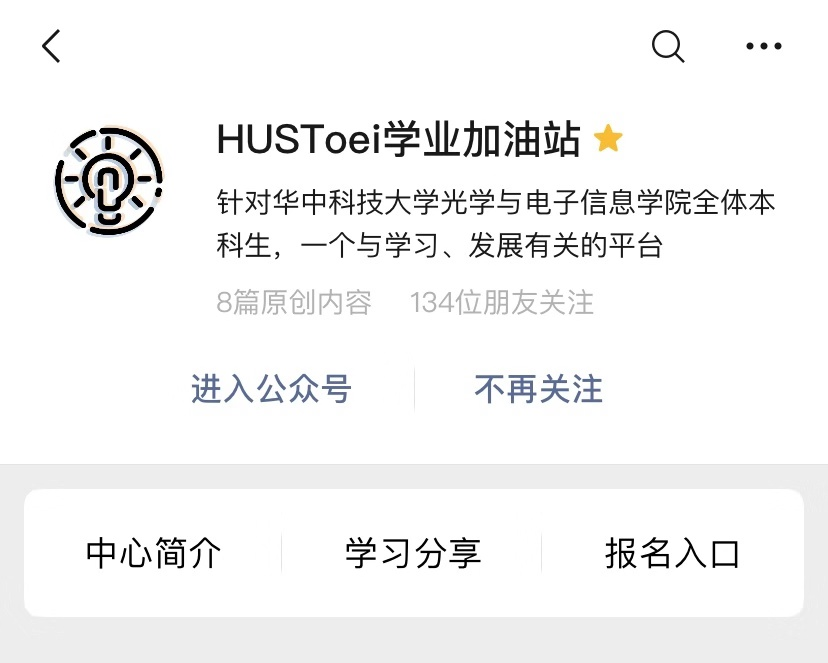 HUSToei学业加油站
针对华中科技大学光学与电子信息学院全体本
科生，一个与学习、发展有关的平台
8篇原创内容 134位朋友关注
进入公众号 不再关注
中心简介 学习分享 报名入口